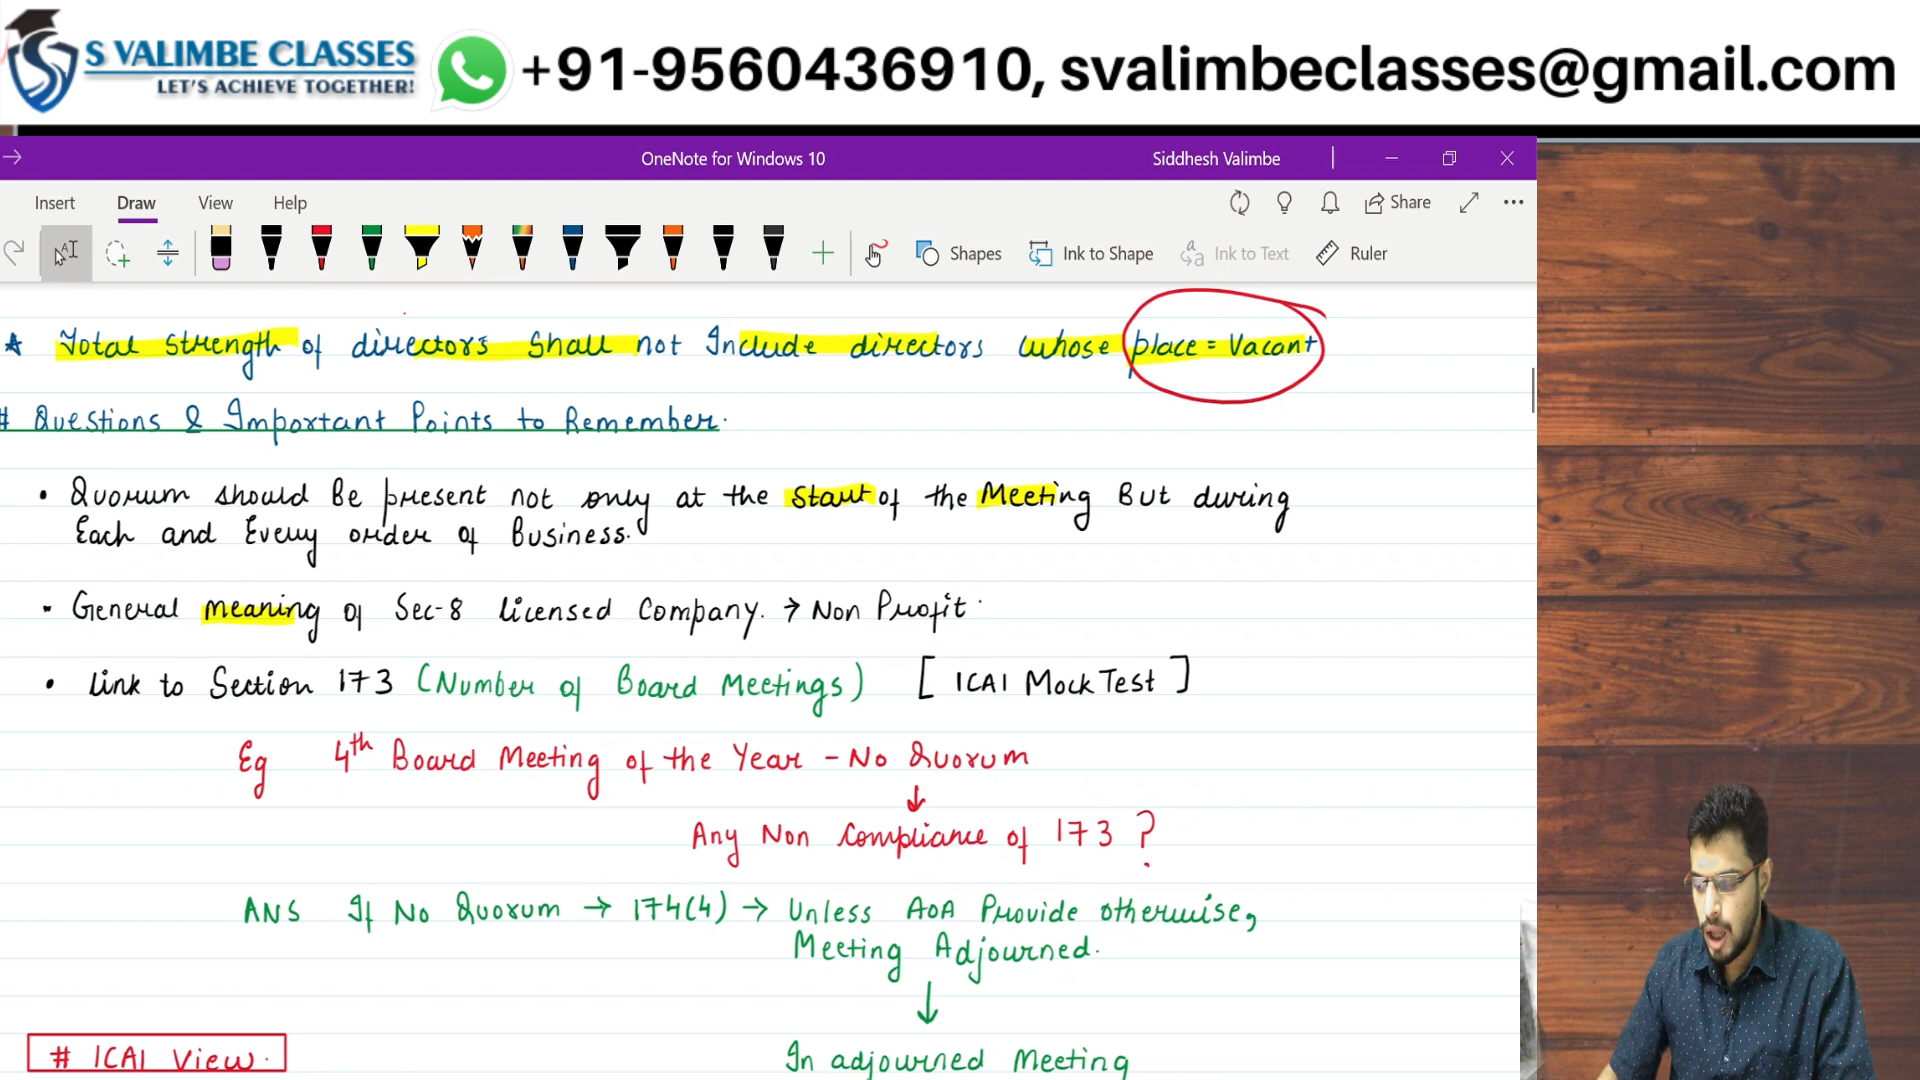 S VALIMBE CLASSES
LET'S ACHIEVE TOGETHER!
+91-9560436910, svalimbeclasses@gmail.com
OneNote for Windows 10
Siddhesh Valimbe
Insert Draw View Help
Share
Shapes Ink to Shape Ink to Text Ruler
Total Strength of directors Shall not Include directors whose place = Vacant
# Questions & Important Points to Remember.
• Quorum should Be present not only at the Start of the Meeting But during
Each and Every order of Business.
• General meaning of Sec-8 licensed Company. → Non Profit.
• Link to Section 173 (Number of Board Meetings) [ICAI Mock Test]
Eg 4th Board Meeting of the Year - No Quorum
↓
Any Non Compliance of 173 ?
ANS If No Quorum → 174(4) → Unless AOA Provide otherwise,
Meeting Adjourned.
↓
# ICAI View.
In adjourned Meeting